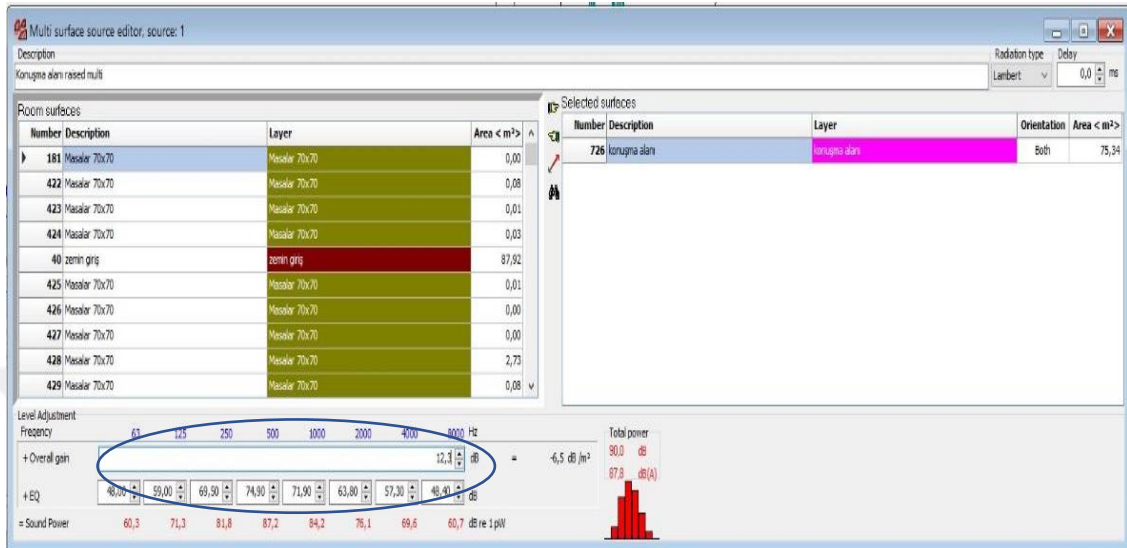 Multi surface source editor, source: 1
Description
Radiation type Delay
Konuşma alanı raised multi
Lambert 0,0 ms
Room surfaces
Selected surfaces
Number Description Layer Area < m²>
Number Description Layer Orientation Area < m²>
181 Masalar 70x70 Masalar 70x70 0,00
726 konuşma alanı konuşma alanı Both 75,34
422 Masalar 70x70 Masalar 70x70 0,08
423 Masalar 70x70 Masalar 70x70 0,01
424 Masalar 70x70 Masalar 70x70 0,03
40 zemin giriş zemin giriş 87,92
425 Masalar 70x70 Masalar 70x70 0,01
426 Masalar 70x70 Masalar 70x70 0,00
427 Masalar 70x70 Masalar 70x70 0,00
428 Masalar 70x70 Masalar 70x70 2,73
429 Masalar 70x70 Masalar 70x70 0,08
Level Adjustment
Freqency 63 125 250 500 1000 2000 4000 8000 Hz
Total power
+ Overall gain 12,3 dB = -6,5 dB /m²
90,0 dB
87,8 dB(A)
+ EQ 48,00 59,00 69,50 74,90 71,90 63,80 57,30 48,40 dB
= Sound Power 60,3 71,3 81,8 87,2 84,2 76,1 69,6 60,7 dB re 1 pW